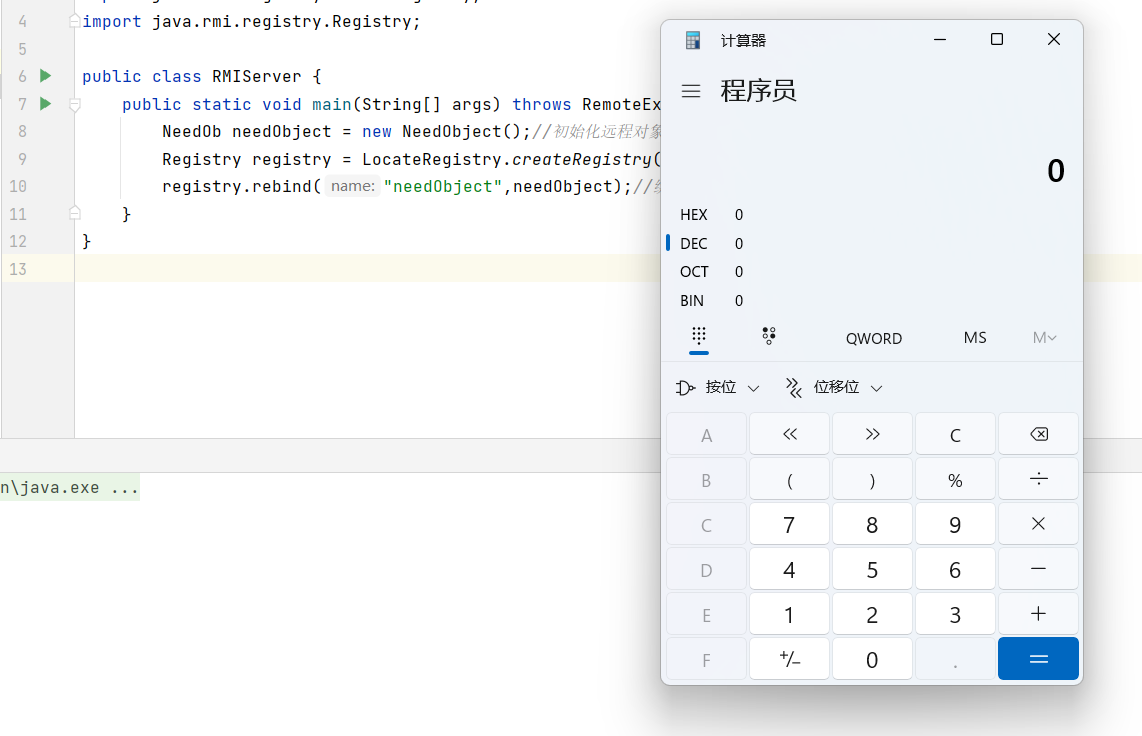 4 import java.rmi.registry.Registry;
5
6 public class RMIServer {
7 public static void main(String[] args) throws RemoteEx
8 NeedOb needObject = new NeedObject();//初始化远程对象
9 Registry registry = LocateRegistry.createRegistry(
10 registry.rebind( name: "needObject",needObject);//
11 }
12 }
13
n\java.exe ...
计算器
程序员
0
HEX 0
DEC 0
OCT 0
BIN 0
QWORD MS M
按位 位移位
A << >> C
B ( ) % ÷
C 7 8 9 ×
D 4 5 6 −
E 1 2 3 +
F +/− 0 . =